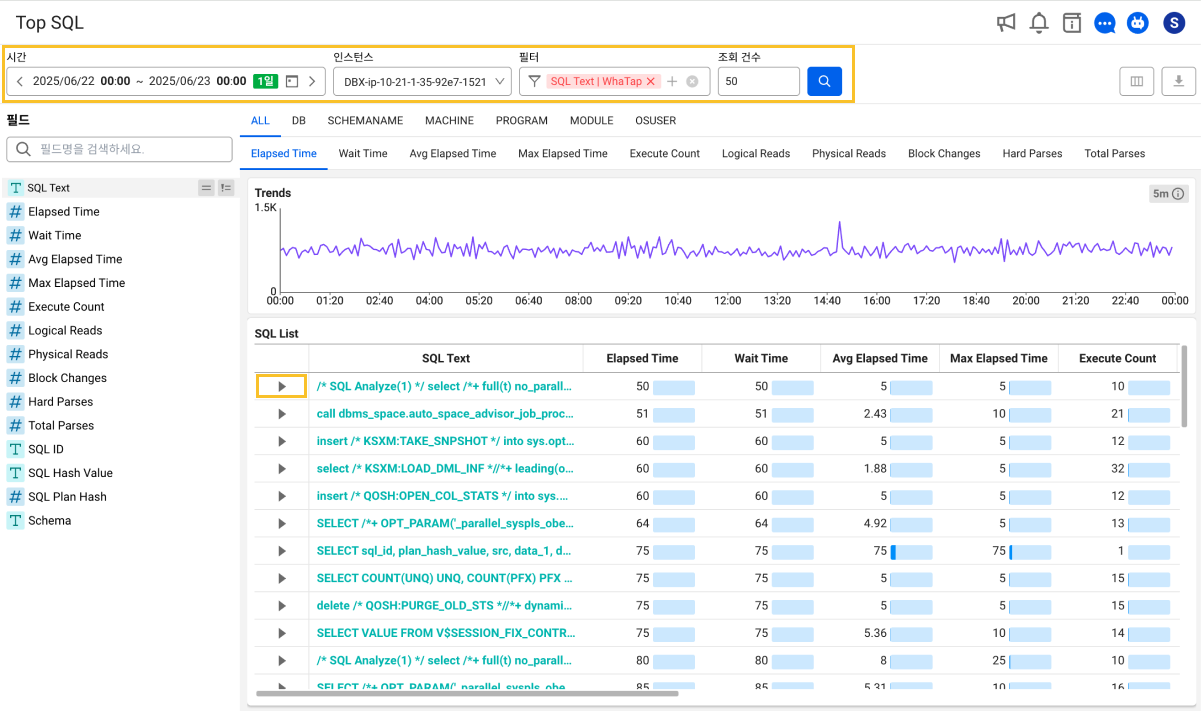 Top SQL
S
시간
인스턴스
필터
조회 건수
2025/06/22 00:00 ~ 2025/06/23 00:00 1일
DBX-ip-10-21-1-35-92e7-1521
SQL Text | WhaTap
50
필드
필드명을 검색하세요.
SQL Text
Elapsed Time
Wait Time
Avg Elapsed Time
Max Elapsed Time
Execute Count
Logical Reads
Physical Reads
Block Changes
Hard Parses
Total Parses
SQL ID
SQL Hash Value
SQL Plan Hash
Schema
ALL DB SCHEMANAME MACHINE PROGRAM MODULE OSUSER
Elapsed Time Wait Time Avg Elapsed Time Max Elapsed Time Execute Count Logical Reads Physical Reads Block Changes Hard Parses Total Parses
Trends
5m
1.5K
0
00:00 01:20 02:40 04:00 05:20 06:40 08:00 09:20 10:40 12:00 13:20 14:40 16:00 17:20 18:40 20:00 21:20 22:40 00:00
SQL List
SQL Text Elapsed Time Wait Time Avg Elapsed Time Max Elapsed Time Execute Count
/* SQL Analyze(1) */ select /*+ full(t) no_parall... 50 50 5 5 10
call dbms_space.auto_space_advisor_job_proc... 51 51 2.43 10 21
insert /* KSXM:TAKE_SNPSHOT */ into sys.opt... 60 60 5 5 12
select /* KSXM:LOAD_DML_INF *//*+ leading(o... 60 60 1.88 5 32
insert /* QOSH:OPEN_COL_STATS */ into sys.... 60 60 5 5 12
SELECT /*+ OPT_PARAM('_parallel_syspls_obe... 64 64 4.92 5 13
SELECT sql_id, plan_hash_value, src, data_1, d... 75 75 75 75 1
SELECT COUNT(UNQ) UNQ, COUNT(PFX) PFX ... 75 75 5 5 15
delete /* QOSH:PURGE_OLD_STS *//*+ dynami... 75 75 5 5 15
SELECT VALUE FROM V$SESSION_FIX_CONTR... 75 75 5.36 10 14
/* SQL Analyze(1) */ select /*+ full(t) no_parall... 80 80 8 25 10
SELECT /*+ OPT_PARAM('_parallel_syspls_obe... 85 85 5.31 10 16